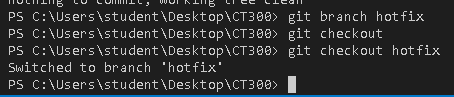 nothing to commit, working tree clean
PS C:\Users\student\Desktop\CT300> git branch hotfix
PS C:\Users\student\Desktop\CT300> git checkout
PS C:\Users\student\Desktop\CT300> git checkout hotfix
Switched to branch 'hotfix'
PS C:\Users\student\Desktop\CT300>